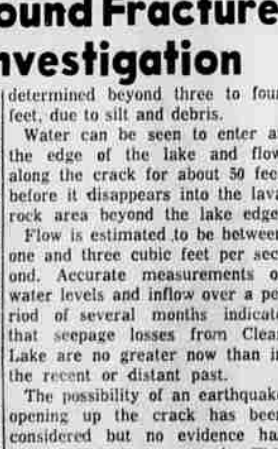 ound Fracture
nvestigation
determined beyond three to four
feet, due to silt and debris.
Water can be seen to enter a
the edge of the lake and flow
along the crack for about 50 fee
before it disappears into the lava
rock area beyond the lake edge
Flow is estimated to be between
one and three cubic feet per sec
ond. Accurate measurements o
water levels and inflow over a pe
riod of several months indicat
that seepage losses from Clea
Lake are no greater now than i
the recent or distant past.
The possibility of an earthquak
opening up the crack has bee
considered but no evidence ha